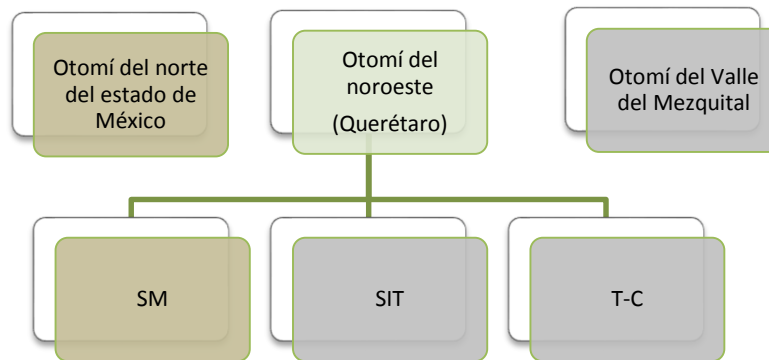 Otomí del norte
del estado de
México
Otomí del
noroeste
(Querétaro)
Otomí del Valle
del Mezquital
SM
SIT
T-C